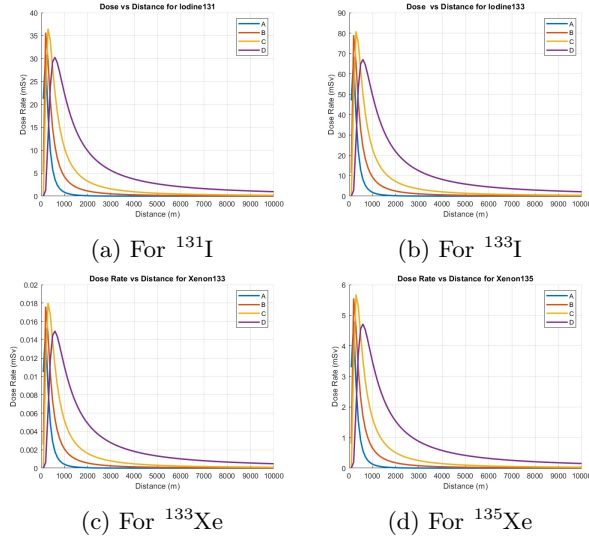 Dose vs Distance for Iodine131
Dose Rate (mSv)
40
35
30
25
20
15
10
5
0
0 1000 2000 3000 4000 5000 6000 7000 8000 9000 10000
Distance (m)
A
B
C
D
(a) For ¹³¹I
Dose vs Distance for Iodine133
Dose Rate (mSv)
90
80
70
60
50
40
30
20
10
0
0 1000 2000 3000 4000 5000 6000 7000 8000 9000 10000
Distance (m)
A
B
C
D
(b) For ¹³³I
Dose Rate vs Distance for Xenon133
Dose Rate (mSv)
0.02
0.018
0.016
0.014
0.012
0.01
0.008
0.006
0.004
0.002
0
0 1000 2000 3000 4000 5000 6000 7000 8000 9000 10000
Distance (m)
A
B
C
D
(c) For ¹³³Xe
Dose Rate vs Distance for Xenon135
Dose Rate (mSv)
6
5
4
3
2
1
0
0 1000 2000 3000 4000 5000 6000 7000 8000 9000 10000
Distance (m)
A
B
C
D
(d) For ¹³⁵Xe